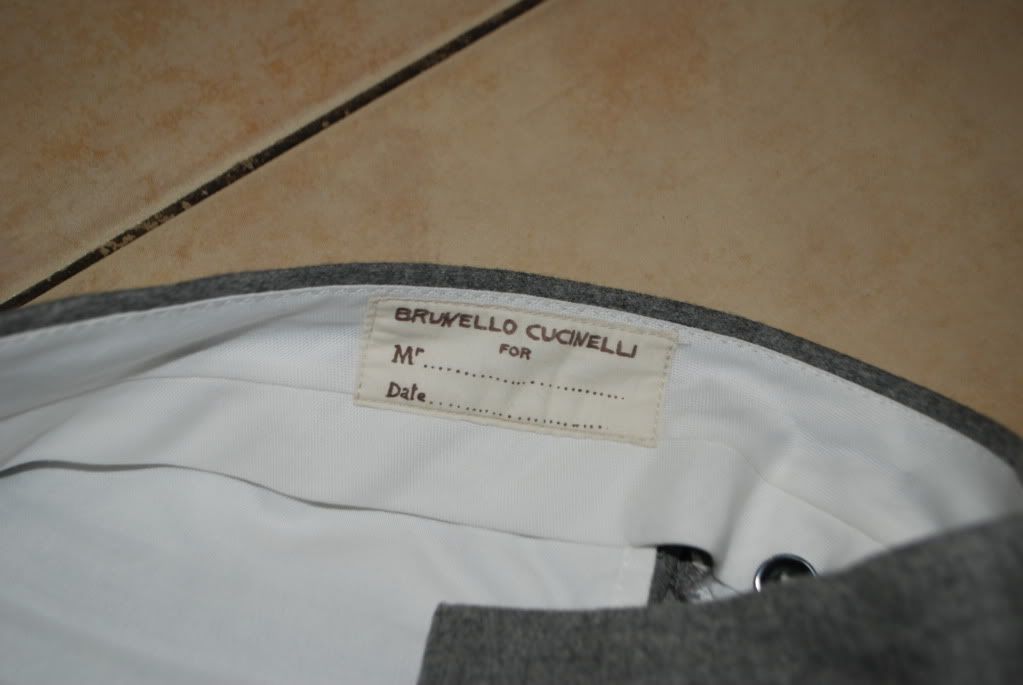 BRUNELLO CUCINELLI
FOR
Mr....................................
Date....................................